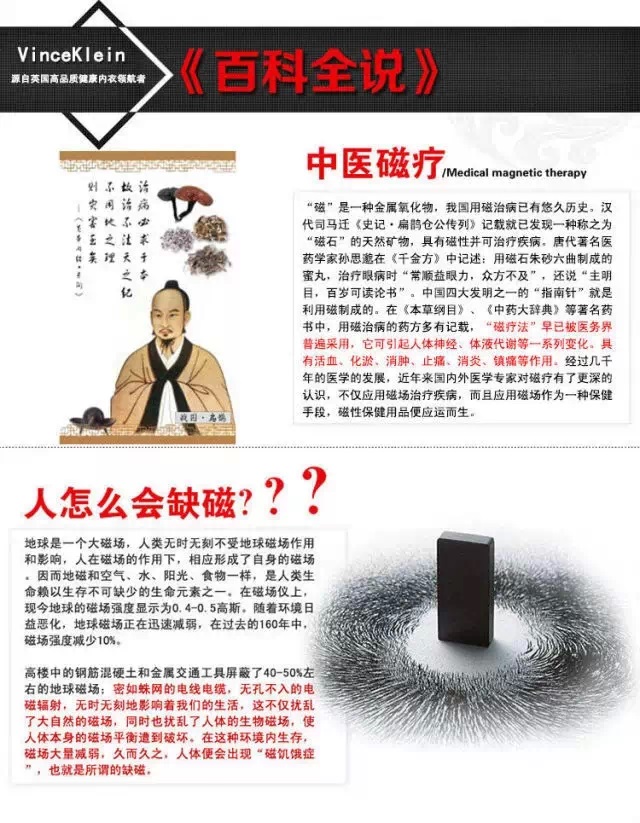 VinceKlein
源自英国高品质健康内衣领航者
《百科全说》
治病必求于本
故治不法天之纪
不用地之理
则灾害至矣
战国·扁鹊
中医磁疗/Medical magnetic therapy
“磁”是一种金属氧化物，我国用磁治病已有悠久历史。汉
代司马迁《史记·扁鹊仓公传列》记载就已发现一种称之为
“磁石”的天然矿物，具有磁性并可治疗疾病。唐代著名医
药学家孙思邈在《千金方》中记述：用磁石朱砂六曲制成的
蜜丸，治疗眼病时“常顺益眼力，众方不及”，还说“主明
目，百岁可读论书”。中国四大发明之一的“指南针”就是
利用磁制成的。在《本草纲目》、《中药大辞典》等著名药
书中，用磁治病的药方多有记载，“磁疗法”早已被医务界
普遍采用，它可引起人体神经、体液代谢等一系列变化。具
有活血、化淤、消肿、止痛、消炎、镇痛等作用。经过几千
年的医学的发展，近年来国内外医学专家对磁疗有了更深的
认识，不仅应用磁场治疗疾病，而且应用磁场作为一种保健
手段，磁性保健用品便应运而生。
人怎么会缺磁???
地球是一个大磁场，人类无时无刻不受地球磁场作用
和影响，人在磁场的作用下，相应形成了自身的磁场
。因而地磁和空气、水、阳光、食物一样，是人类生
命赖以生存不可缺少的生命元素之一。在磁场仪上，
现今地球的磁场强度显示为0.4-0.5高斯。随着环境日
益恶化，地球磁场正在迅速减弱，在过去的160年中，
磁场强度减少10%。
高楼中的钢筋混硬土和金属交通工具屏蔽了40-50%左
右的地球磁场；密如蛛网的电线电缆，无孔不入的电
磁辐射，无时无刻地影响着我们的生活，这不仅扰乱
了大自然的磁场，同时也扰乱了人体的生物磁场，使
人体本身的磁场平衡遭到破坏。在这种环境内生存，
磁场大量减弱，久而久之，人体便会出现“磁饥饿症
”，也就是所谓的缺磁。